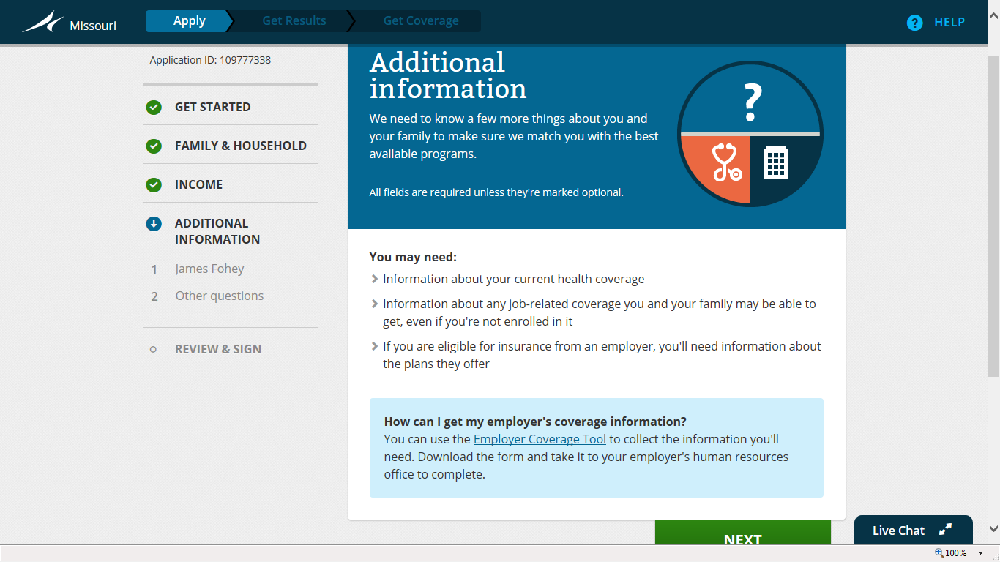 Missouri
Apply
Get Results
Get Coverage
? HELP
Application ID: 109777338
GET STARTED
FAMILY & HOUSEHOLD
INCOME
ADDITIONAL
INFORMATION
1 James Fohey
2 Other questions
REVIEW & SIGN
Additional
information
We need to know a few more things about you and
your family to make sure we match you with the best
available programs.
All fields are required unless they're marked optional.
?
You may need:
Information about your current health coverage
Information about any job-related coverage you and your family may be able to
get, even if you're not enrolled in it
If you are eligible for insurance from an employer, you'll need information about
the plans they offer
How can I get my employer's coverage information?
You can use the Employer Coverage Tool to collect the information you'll
need. Download the form and take it to your employer's human resources
office to complete.
NEXT
Live Chat
100%